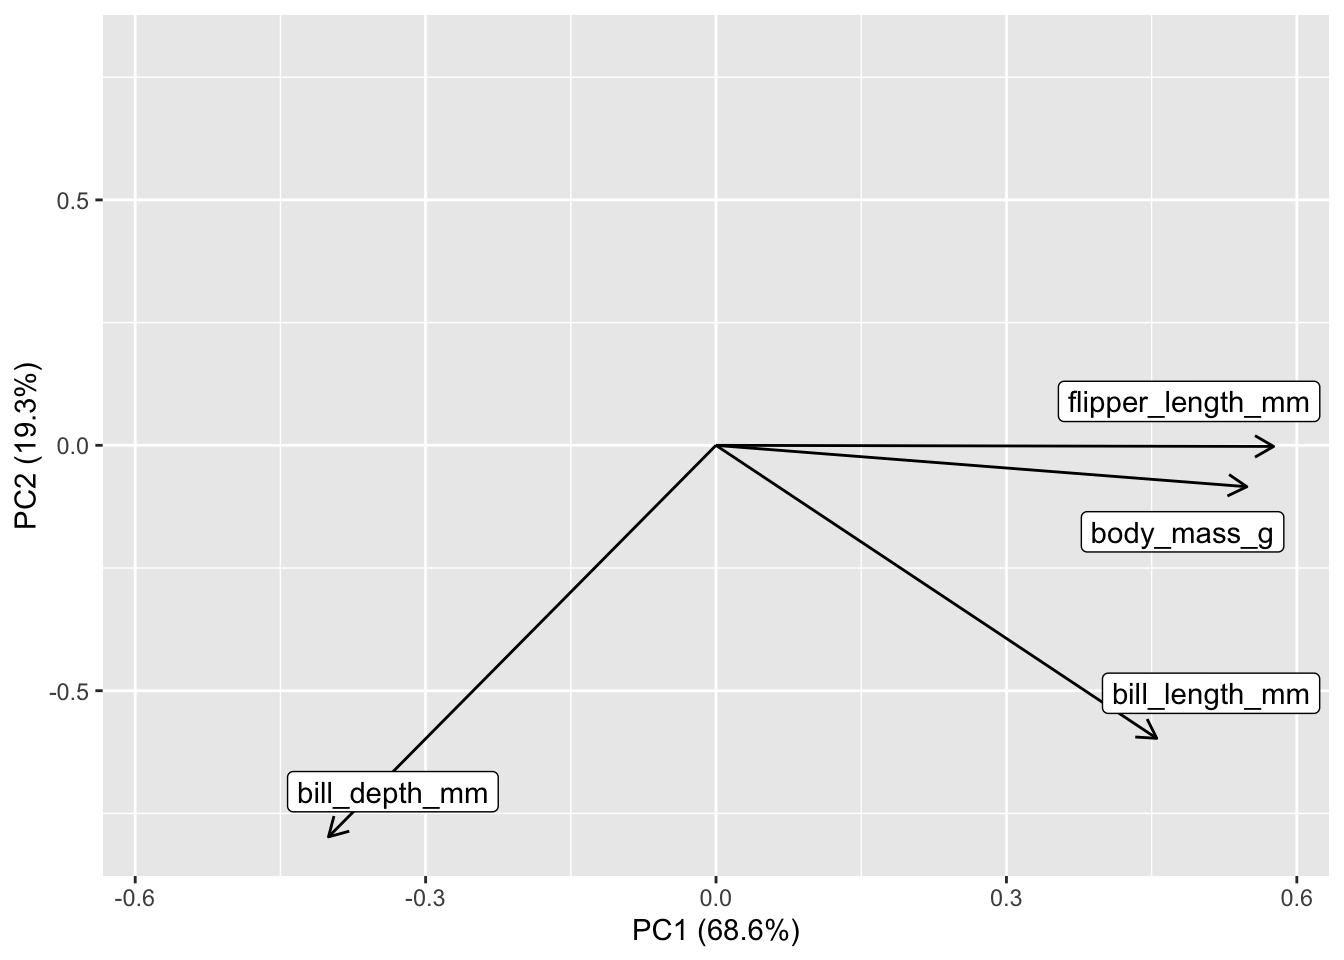 0.5
0.0
-0.5
PC2 (19.3%)
flipper_length_mm
body_mass_g
bill_length_mm
bill_depth_mm
-0.6
-0.3
0.0
0.3
0.6
PC1 (68.6%)